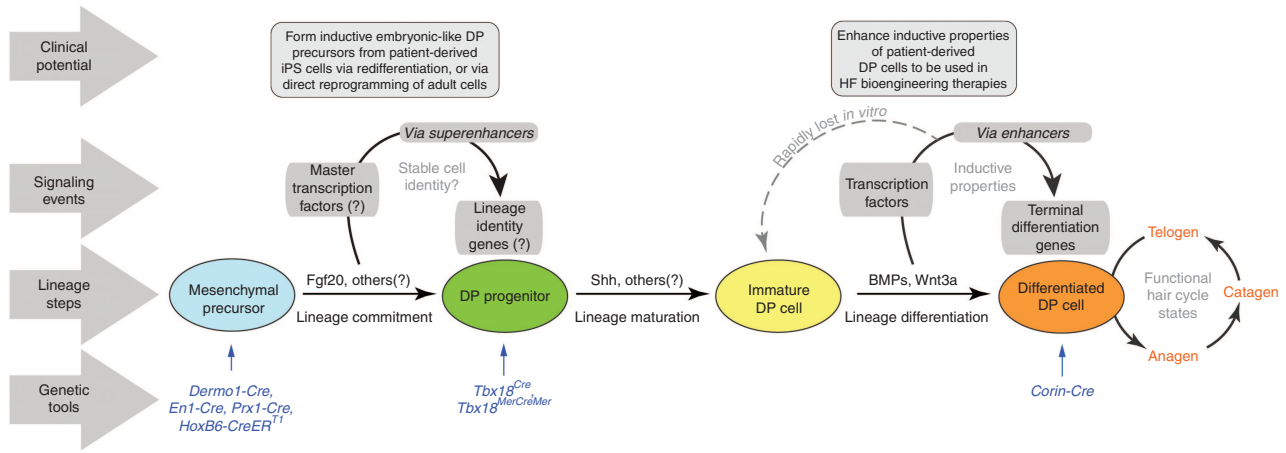 Clinical
potential
Form inductive embryonic-like DP
precursors from patient-derived
iPS cells via redifferentiation, or via
direct reprogramming of adult cells
Enhance inductive properties
of patient-derived
DP cells to be used in
HF bioengineering therapies
Signaling
events
Via superenhancers
Master
transcription
factors (?)
Stable cell
identity?
Lineage
identity
genes (?)
Rapidly lost in vitro
Via enhancers
Transcription
factors
Inductive
properties
Terminal
differentiation
genes
Lineage
steps
Mesenchymal
precursor
Fgf20, others(?)
Lineage commitment
DP progenitor
Shh, others(?)
Lineage maturation
Immature
DP cell
BMPs, Wnt3a
Lineage differentiation
Differentiated
DP cell
Telogen
Functional
hair cycle
states
Catagen
Anagen
Genetic
tools
Dermo1-Cre,
En1-Cre, Prx1-Cre,
HoxB6-CreER^T1
Tbx18^Cre,
Tbx18^MerCreMer
Corin-Cre